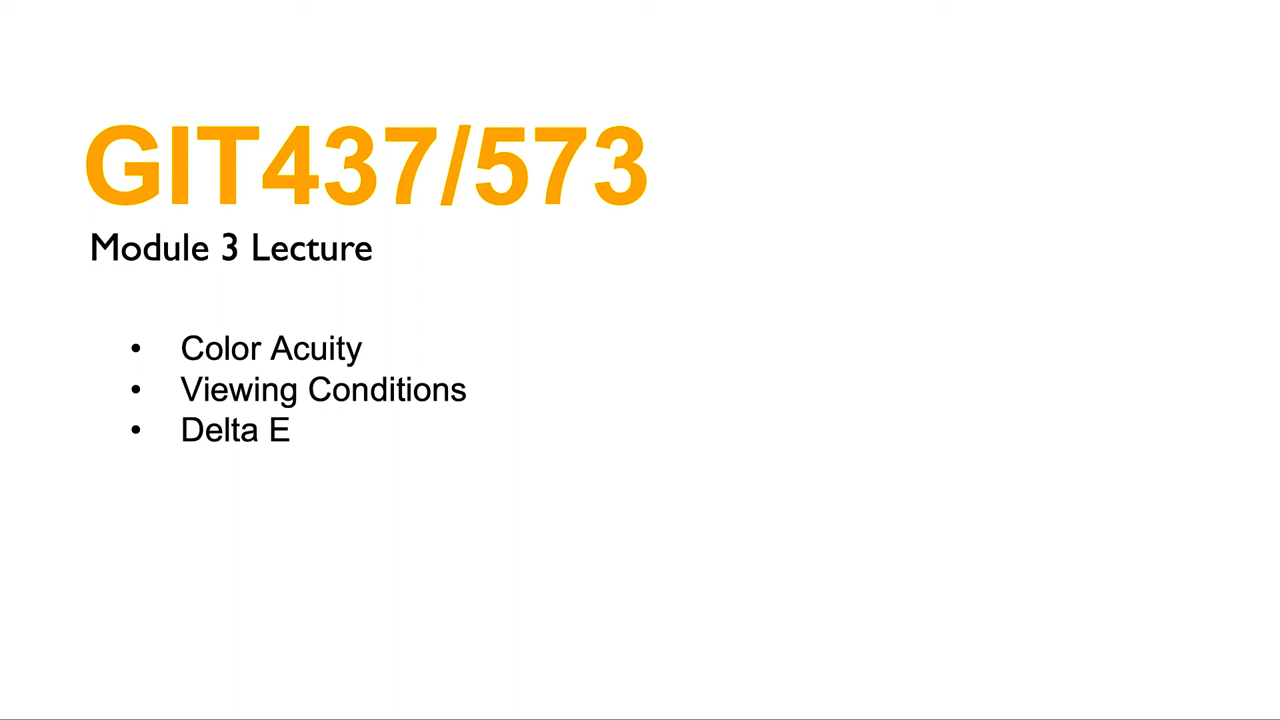 GIT437/573
Module 3 Lecture
• Color Acuity
• Viewing Conditions
• Delta E